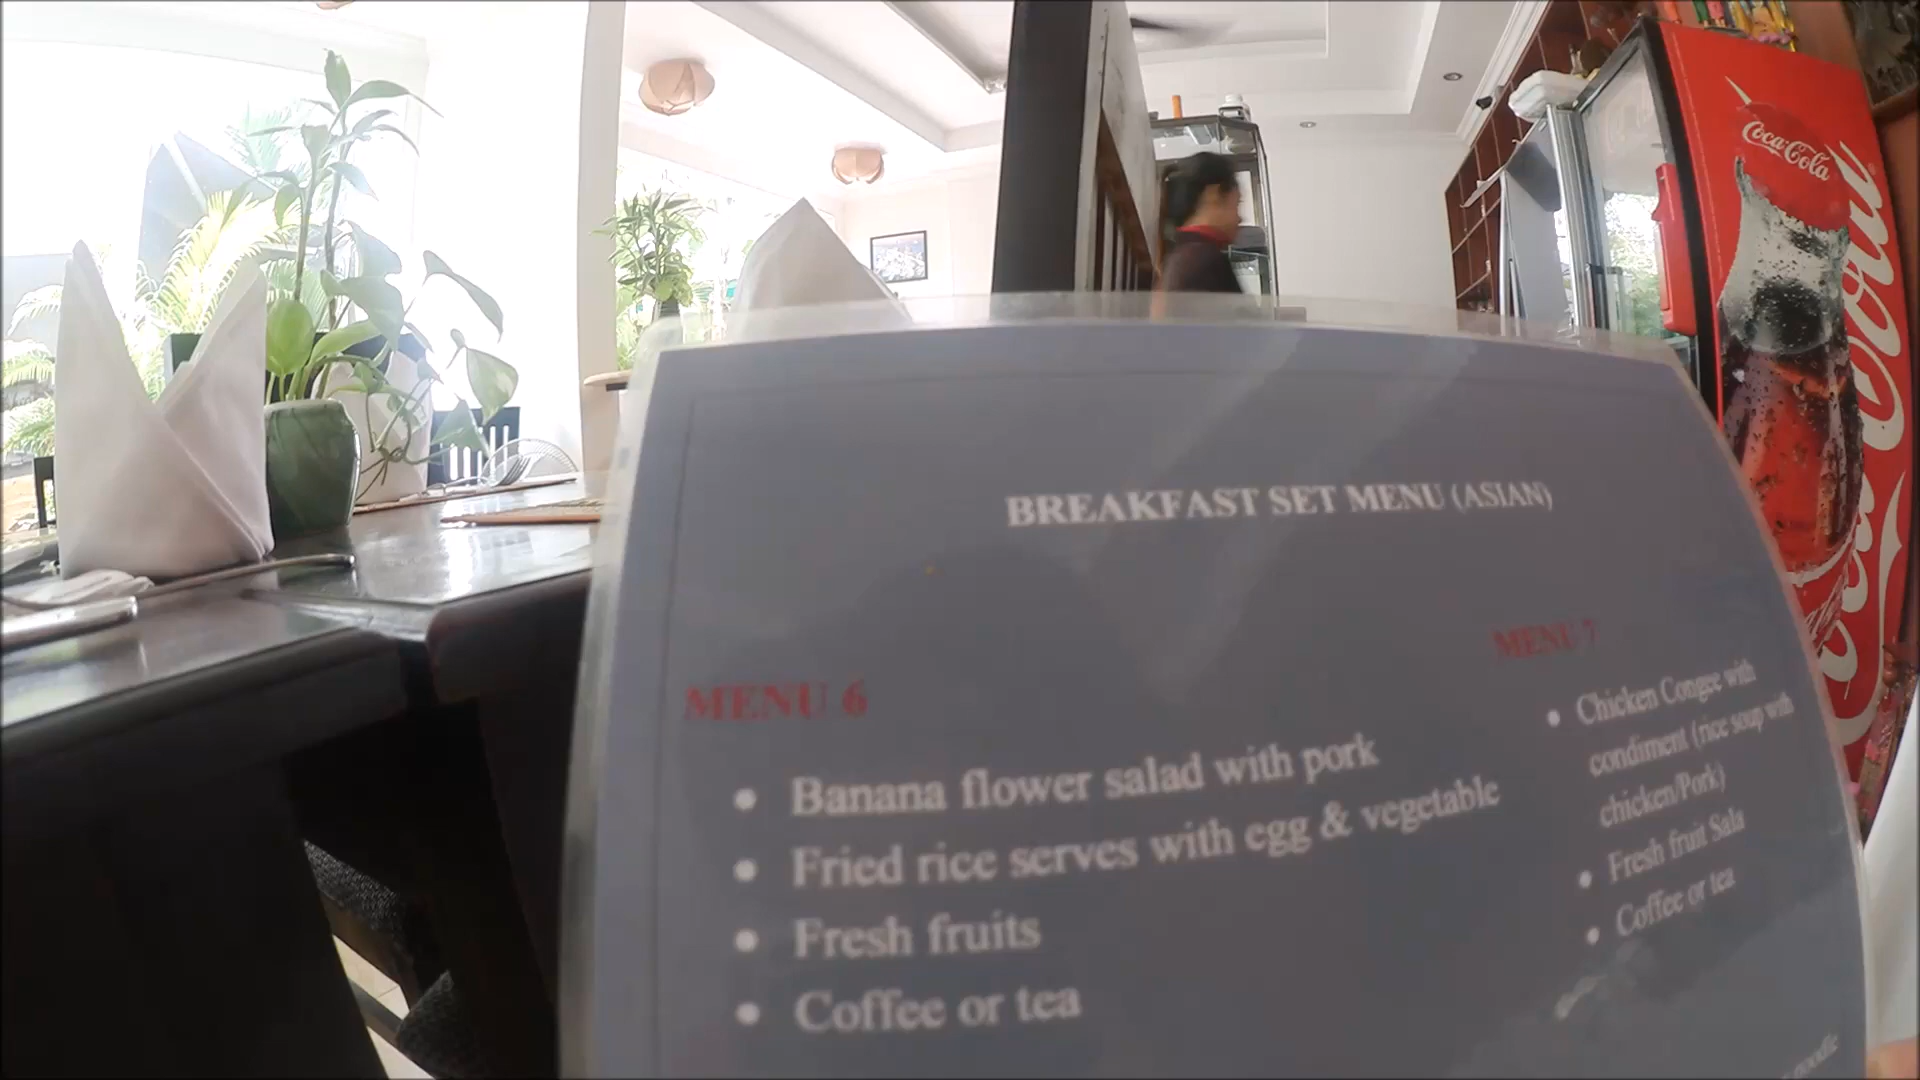 BREAKFAST SET MENU (ASIAN)
MENU 6
Banana flower salad with pork
Fried rice serves with egg & vegetable
Fresh fruits
Coffee or tea
MENU 7
Chicken Congee with
condiment (rice soup with
chicken/Pork)
Fresh fruit Sala
Coffee or tea
noodle
Coca-Cola
Coca-Cola